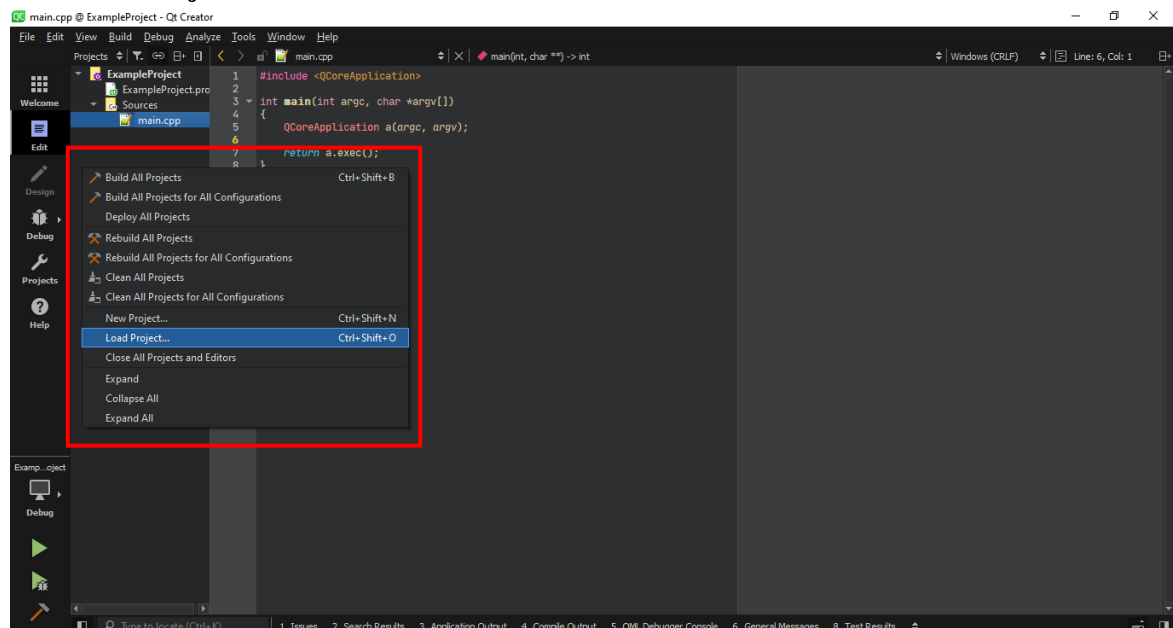 main.cpp @ ExampleProject - Qt Creator
File Edit View Build Debug Analyze Tools Window Help
Projects main.cpp main(int, char **) -> int Windows (CRLF) Line: 6, Col: 1
Welcome
Edit
Design
Debug
Projects
Help
ExampleProject
ExampleProject.pro
Sources
main.cpp
1 #include <QCoreApplication>
2
3 int main(int argc, char *argv[])
4 {
5 QCoreApplication a(argc, argv);
6
7 return a.exec();
8 }
Build All Projects Ctrl+Shift+B
Build All Projects for All Configurations
Deploy All Projects
Rebuild All Projects
Rebuild All Projects for All Configurations
Clean All Projects
Clean All Projects for All Configurations
New Project... Ctrl+Shift+N
Load Project... Ctrl+Shift+O
Close All Projects and Editors
Expand
Collapse All
Expand All
Examp...oject
Debug
Type to locate (Ctrl+K) 1 Issues 2 Search Results 3 Application Output 4 Compile Output 5 QML Debugger Console 6 General Messages 8 Test Results